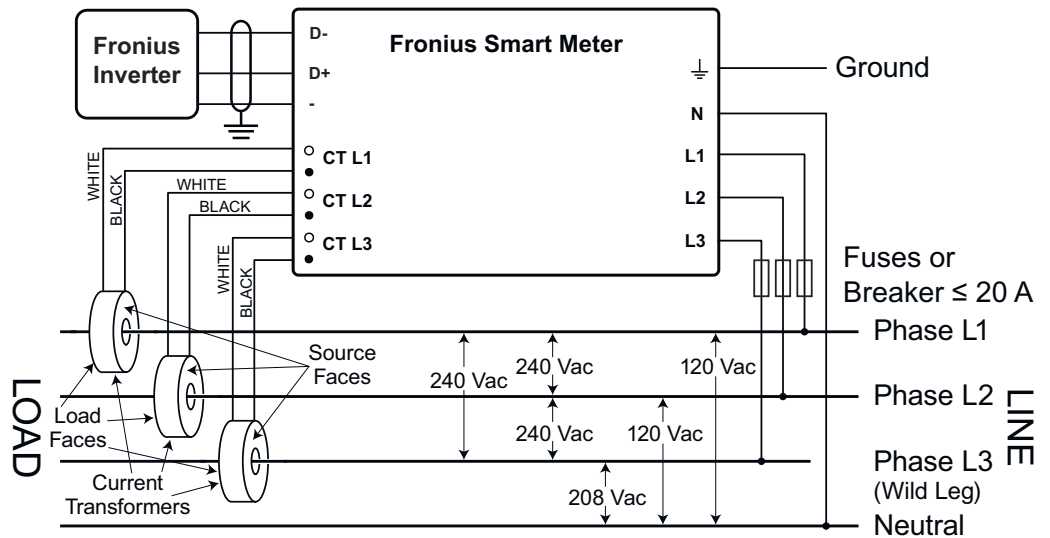 Fronius
Inverter
Fronius Smart Meter
D-
D+
-
Ground
N
L1
L2
L3
CT L1
CT L2
CT L3
WHITE
BLACK
WHITE
BLACK
WHITE
BLACK
Fuses or
Breaker ≤ 20 A
Phase L1
Source
Faces
240 Vac
240 Vac
120 Vac
Phase L2
LOAD
Load
Faces
240 Vac
120 Vac
LINE
Phase L3
(Wild Leg)
Current
Transformers
208 Vac
Neutral